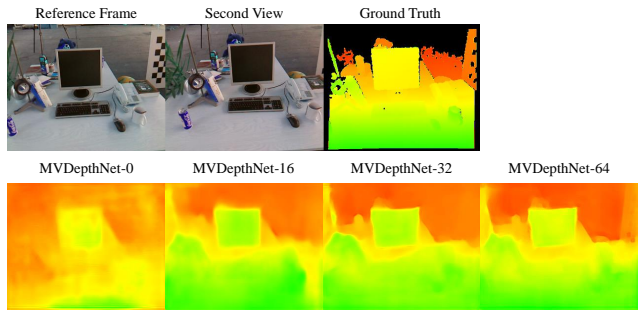 Reference Frame Second View Ground Truth
MVDepthNet-0 MVDepthNet-16 MVDepthNet-32 MVDepthNet-64